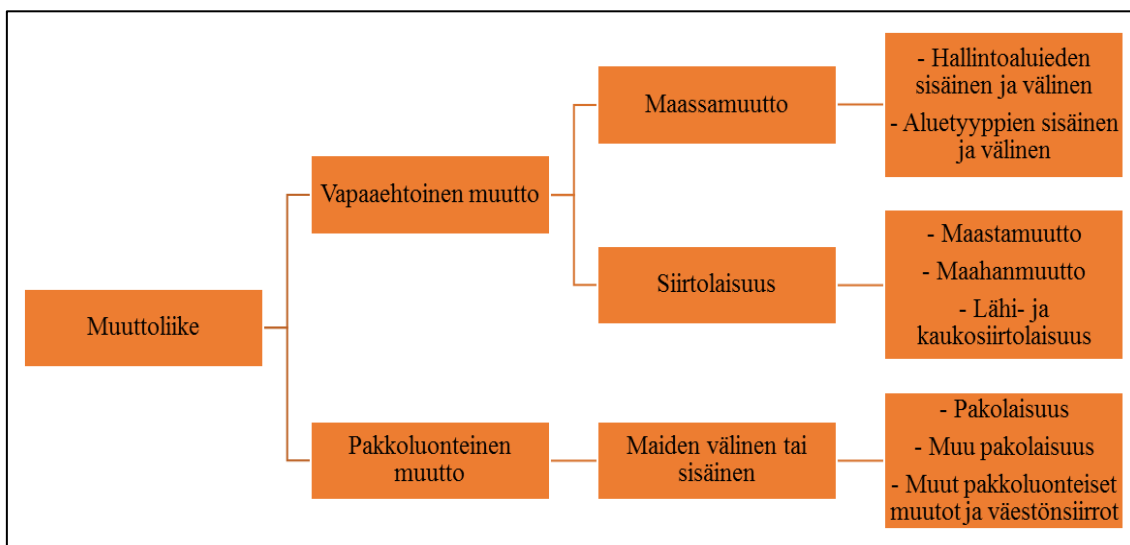 Muuttoliike
Vapaaehtoinen muutto
Maassamuutto
- Hallintoaluieden
sisäinen ja välinen
- Aluetyyppien sisäinen
ja välinen
Siirtolaisuus
- Maastamuutto
- Maahanmuutto
- Lähi- ja
kaukosiirtolaisuus
Pakkoluonteinen
muutto
Maiden välinen tai
sisäinen
- Pakolaisuus
- Muu pakolaisuus
- Muut pakkoluonteiset
muutot ja väestönsiirrot